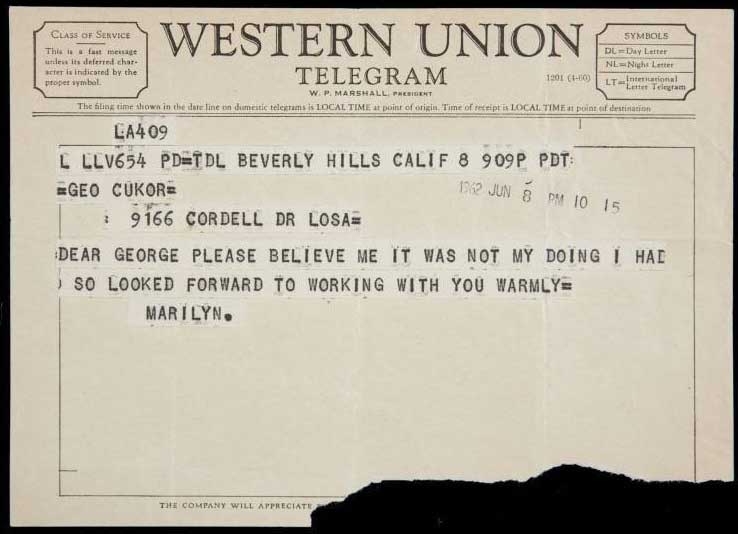 CLASS OF SERVICE
This is a fast message
unless its deferred char-
acter is indicated by the
proper symbol.
WESTERN UNION
TELEGRAM
W. P. MARSHALL, PRESIDENT
1201 (4-60)
SYMBOLS
DL=Day Letter
NL=Night Letter
LT=International
Letter Telegram
The filing time shown in the date line on domestic telegrams is LOCAL TIME at point of origin. Time of receipt is LOCAL TIME at point of destination
LA409
L LLV654 PD=TDL BEVERLY HILLS CALIF 8 909P PDT:
=GEO CUKOR=
1962 JUN 8 PM 10 15
: 9166 CORDELL DR LOSA=
:DEAR GEORGE PLEASE BELIEVE ME IT WAS NOT MY DOING I HAD
) SO LOOKED FORWARD TO WORKING WITH YOU WARMLY=
MARILYN.
THE COMPANY WILL APPRECIATE